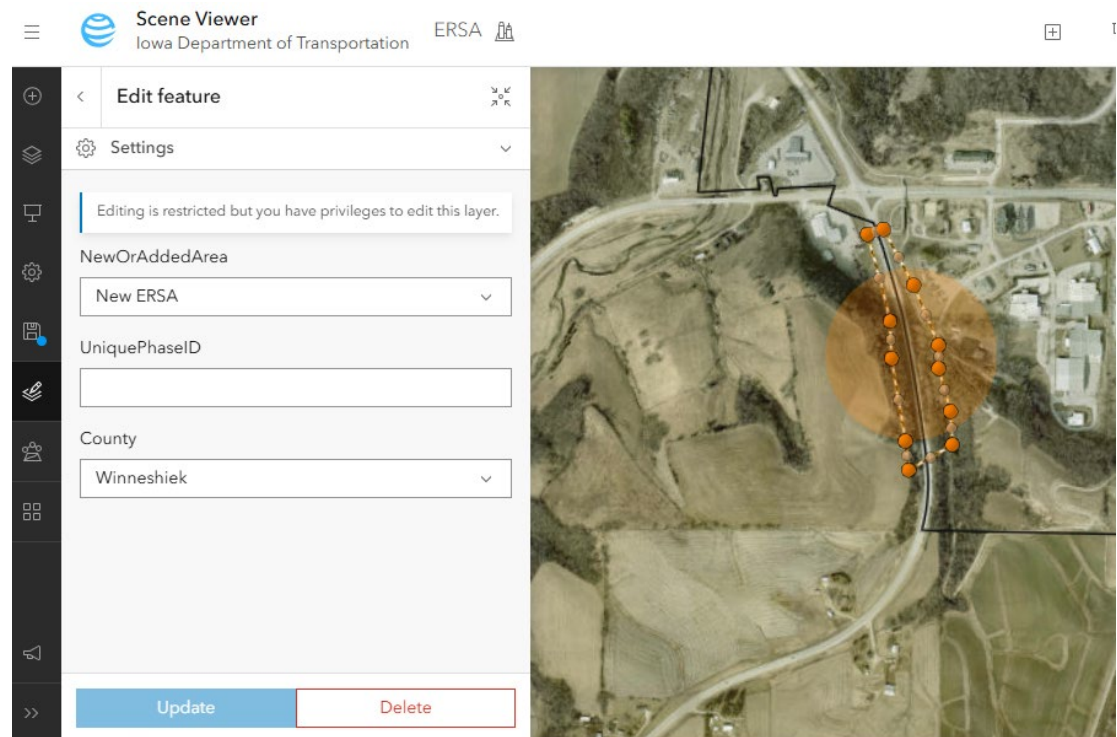 Scene Viewer
Iowa Department of Transportation
ERSA
Edit feature
Settings
Editing is restricted but you have privileges to edit this layer.
NewOrAddedArea
New ERSA
UniquePhaseID
County
Winneshiek
Update
Delete